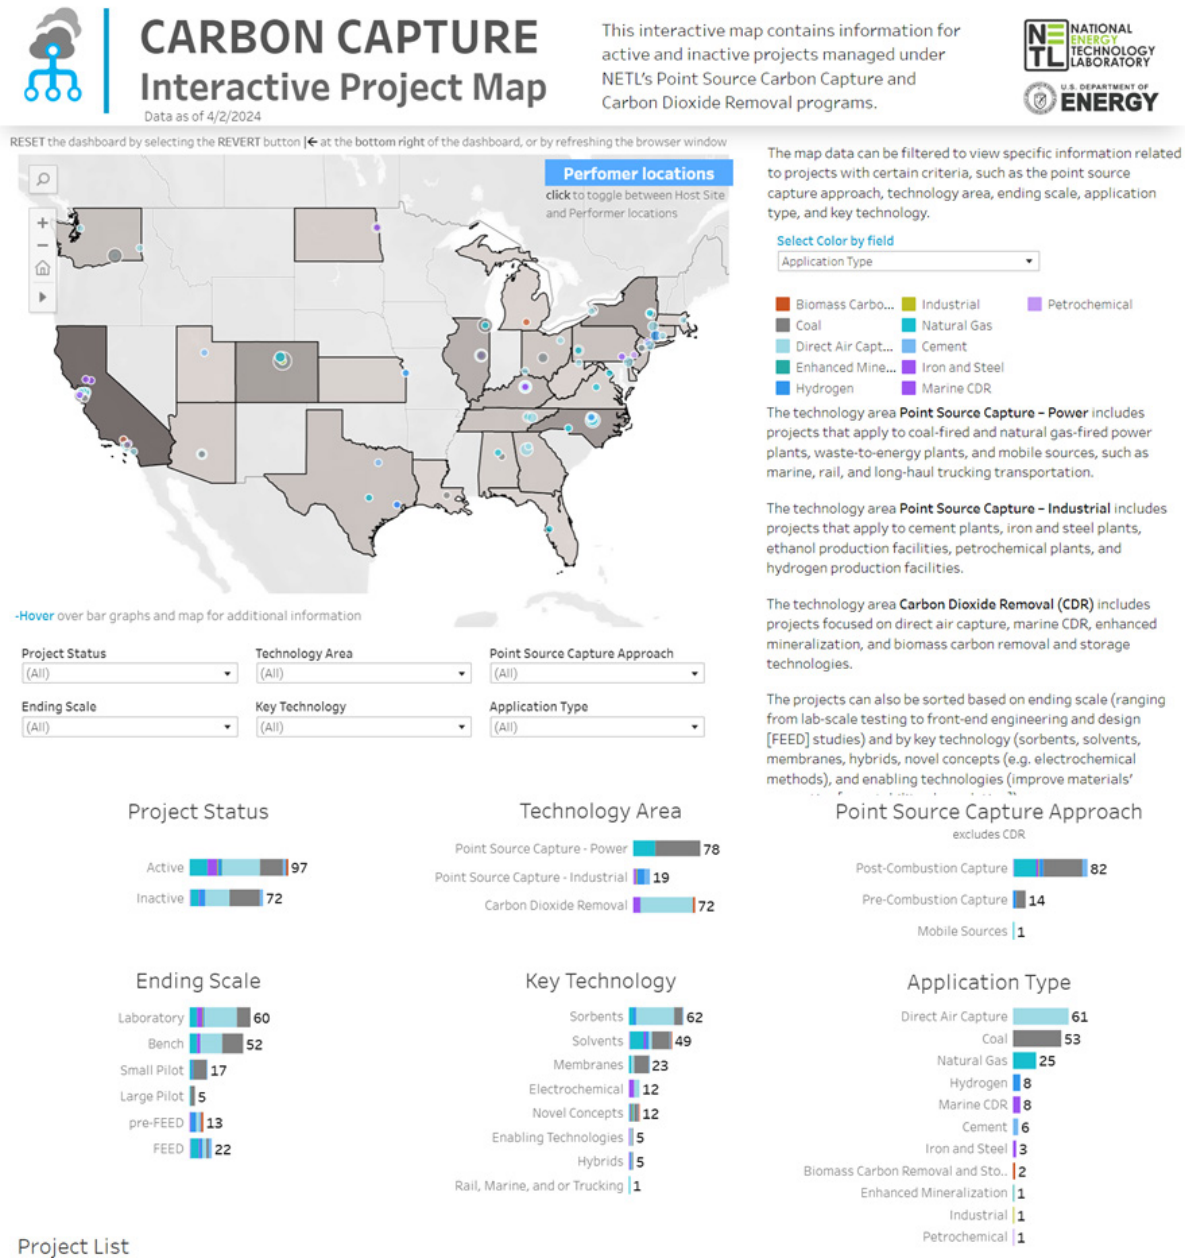 CARBON CAPTURE
Interactive Project Map
Data as of 4/2/2024
This interactive map contains information for
active and inactive projects managed under
NETL's Point Source Carbon Capture and
Carbon Dioxide Removal programs.
NE
TL
NATIONAL
ENERGY
TECHNOLOGY
LABORATORY
U.S. DEPARTMENT OF
ENERGY
RESET the dashboard by selecting the REVERT button |← at the bottom right of the dashboard, or by refreshing the browser window
Perfomer locations
click to toggle between Host Site
and Performer locations
The map data can be filtered to view specific information related
to projects with certain criteria, such as the point source
capture approach, technology area, ending scale, application
type, and key technology.
Select Color by field
Application Type
Biomass Carbo...
Industrial
Petrochemical
Coal
Natural Gas
Direct Air Capt...
Cement
Enhanced Mine...
Iron and Steel
Hydrogen
Marine CDR
The technology area Point Source Capture – Power includes
projects that apply to coal-fired and natural gas-fired power
plants, waste-to-energy plants, and mobile sources, such as
marine, rail, and long-haul trucking transportation.
The technology area Point Source Capture – Industrial includes
projects that apply to cement plants, iron and steel plants,
ethanol production facilities, petrochemical plants, and
hydrogen production facilities.
The technology area Carbon Dioxide Removal (CDR) includes
projects focused on direct air capture, marine CDR, enhanced
mineralization, and biomass carbon removal and storage
technologies.
The projects can also be sorted based on ending scale (ranging
from lab-scale testing to front-end engineering and design
[FEED] studies) and by key technology (sorbents, solvents,
membranes, hybrids, novel concepts (e.g. electrochemical
methods), and enabling technologies (improve materials'
-Hover over bar graphs and map for additional information
Project Status
Technology Area
Point Source Capture Approach
(All)
(All)
(All)
Ending Scale
Key Technology
Application Type
(All)
(All)
(All)
Project Status
Active 97
Inactive 72
Technology Area
Point Source Capture - Power 78
Point Source Capture - Industrial 19
Carbon Dioxide Removal 72
Point Source Capture Approach
excludes CDR
Post-Combustion Capture 82
Pre-Combustion Capture 14
Mobile Sources 1
Ending Scale
Laboratory 60
Bench 52
Small Pilot 17
Large Pilot 5
pre-FEED 13
FEED 22
Key Technology
Sorbents 62
Solvents 49
Membranes 23
Electrochemical 12
Novel Concepts 12
Enabling Technologies 5
Hybrids 5
Rail, Marine, and or Trucking 1
Application Type
Direct Air Capture 61
Coal 53
Natural Gas 25
Hydrogen 8
Marine CDR 8
Cement 6
Iron and Steel 3
Biomass Carbon Removal and Sto.. 2
Enhanced Mineralization 1
Industrial 1
Petrochemical 1
Project List